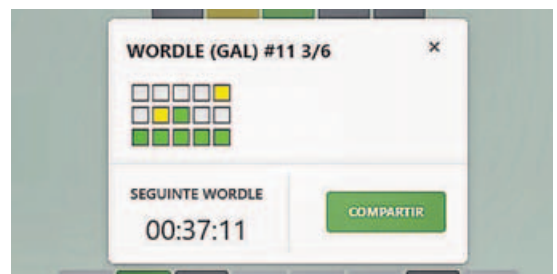 WORDLE (GAL) #11 3/6
×
SEGUINTE WORDLE
00:37:11
COMPARTIR